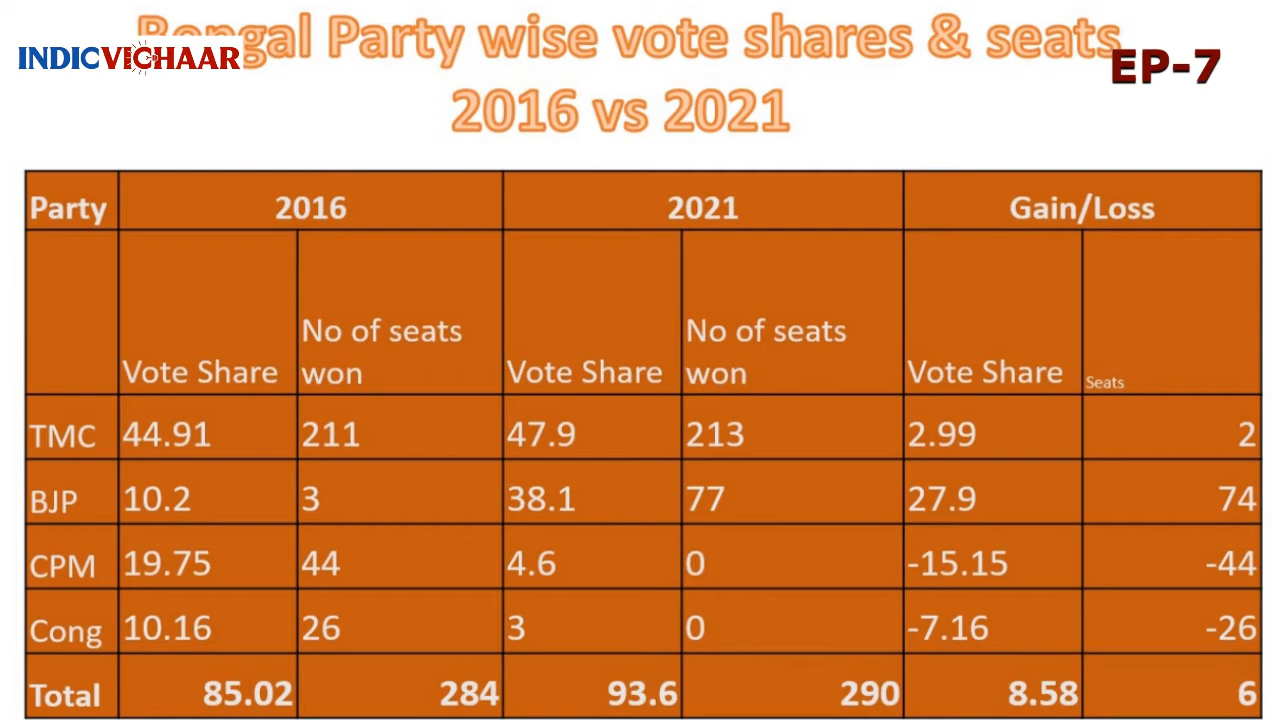 Bengal Party wise vote shares & seats
INDICVICHAAR
EP-7
2016 vs 2021
Party 2016 2021 Gain/Loss
Vote Share No of seats won Vote Share No of seats won Vote Share Seats
TMC 44.91 211 47.9 213 2.99 2
BJP 10.2 3 38.1 77 27.9 74
CPM 19.75 44 4.6 0 -15.15 -44
Cong 10.16 26 3 0 -7.16 -26
Total 85.02 284 93.6 290 8.58 6